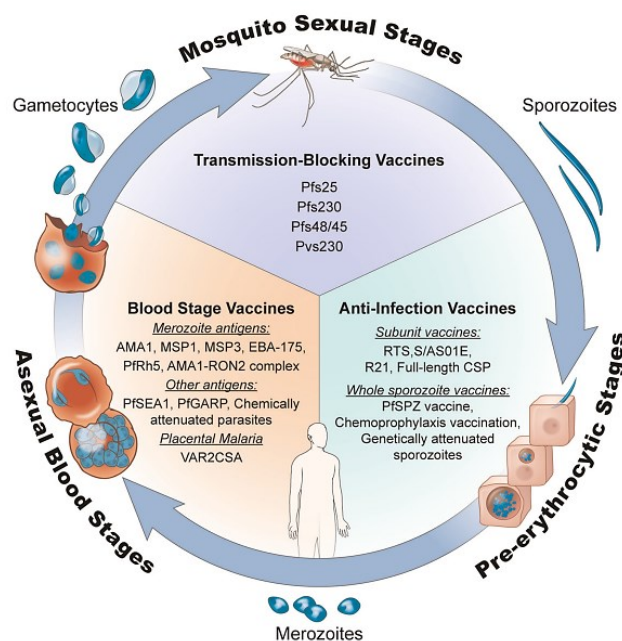 Mosquito Sexual Stages
Gametocytes
Sporozoites
Transmission-Blocking Vaccines
Pfs25
Pfs230
Pfs48/45
Pvs230
Blood Stage Vaccines
Merozoite antigens:
AMA1, MSP1, MSP3, EBA-175,
PfRh5, AMA1-RON2 complex
Other antigens:
PfSEA1, PfGARP, Chemically
attenuated parasites
Placental Malaria
VAR2CSA
Anti-Infection Vaccines
Subunit vaccines:
RTS,S/AS01E,
R21, Full-length CSP
Whole sporozoite vaccines:
PfSPZ vaccine,
Chemoprophylaxis vaccination,
Genetically attenuated
sporozoites
Asexual Blood Stages
Pre-erythrocytic Stages
Merozoites